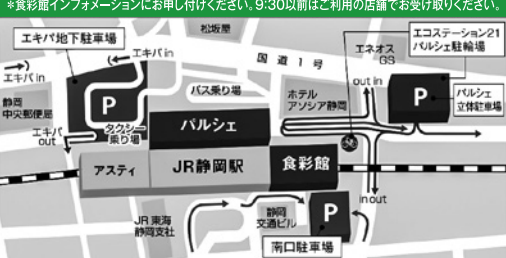 *食彩館インフォメーションにお申し付けください。9:30以前はご利用の店舗でお受け取りください。
松坂屋
エキパ地下駐車場
エコステーション21
パルシェ駐輪場
エネオス
GS
国道1号
エキパin
エキパin
out in
バス乗り場
ホテル
アソシア静岡
P
P
パルシェ
立体駐車場
静岡
中央郵便局
エキパ
out
タクシー
乗り場
パルシェ
アスティ
JR静岡駅
食彩館
in out
JR東海
静岡支社
静岡
交通ビル
P
南口駐車場